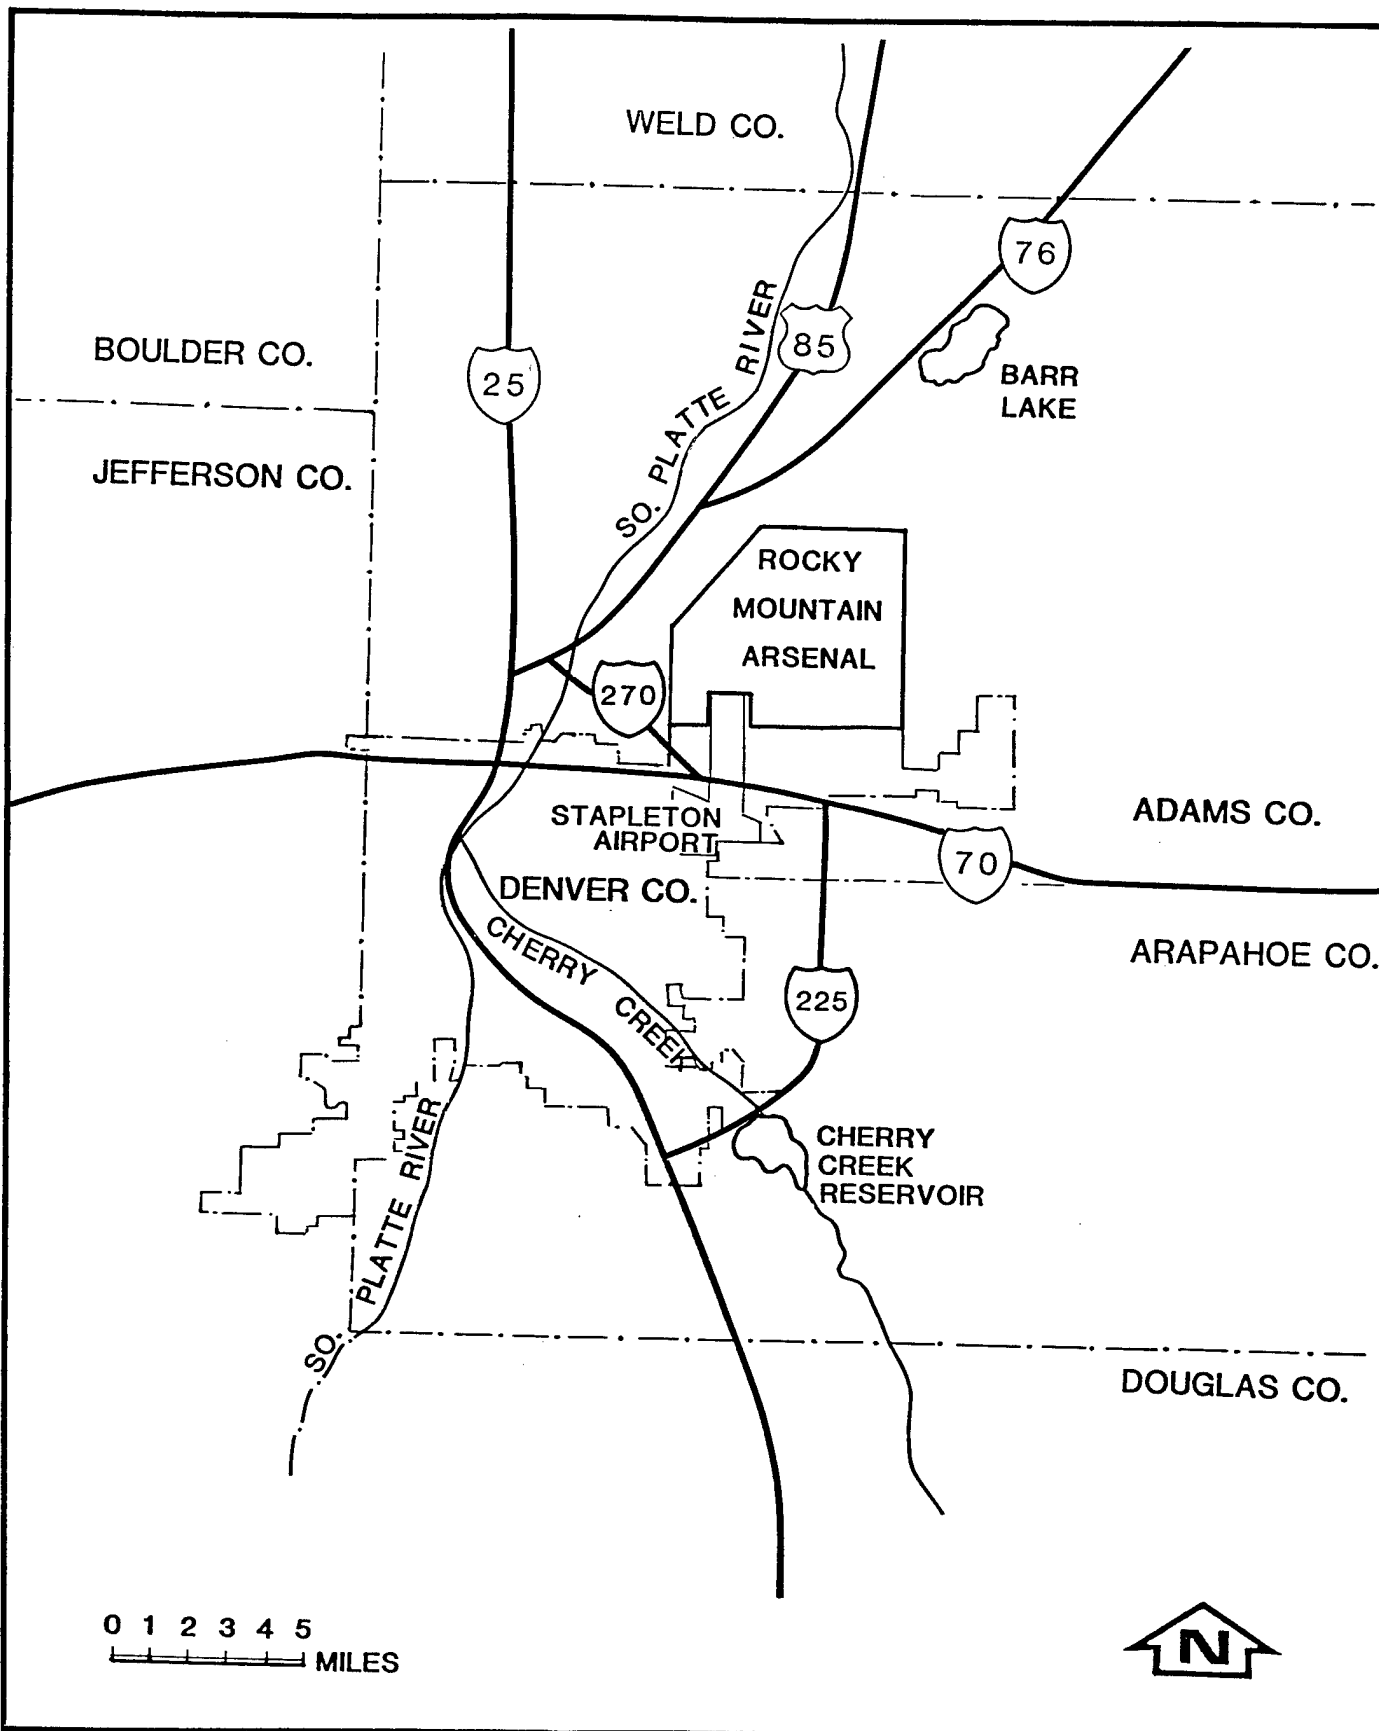 WELD CO.
76
SO. PLATTE RIVER
85
BOULDER CO.
25
BARR
LAKE
JEFFERSON CO.
ROCKY
MOUNTAIN
ARSENAL
270
STAPLETON
AIRPORT
ADAMS CO.
70
DENVER CO.
CHERRY CREEK
ARAPAHOE CO.
225
SO. PLATTE RIVER
CHERRY
CREEK
RESERVOIR
DOUGLAS CO.
0 1 2 3 4 5
MILES
N